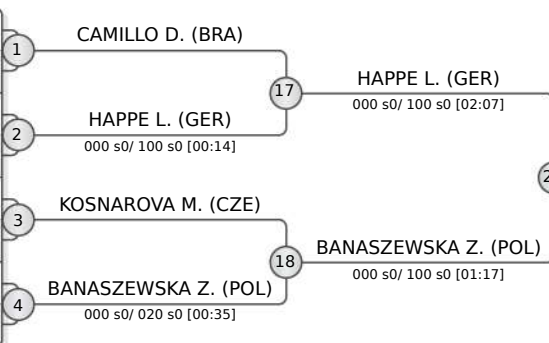 CAMILLO D. (BRA)
1
17
HAPPE L. (GER)
000 s0/ 100 s0 [02:07]
HAPPE L. (GER)
2
000 s0/ 100 s0 [00:14]
2
KOSNAROVA M. (CZE)
3
BANASZEWSKA Z. (POL)
18
000 s0/ 100 s0 [01:17]
BANASZEWSKA Z. (POL)
4
000 s0/ 020 s0 [00:35]